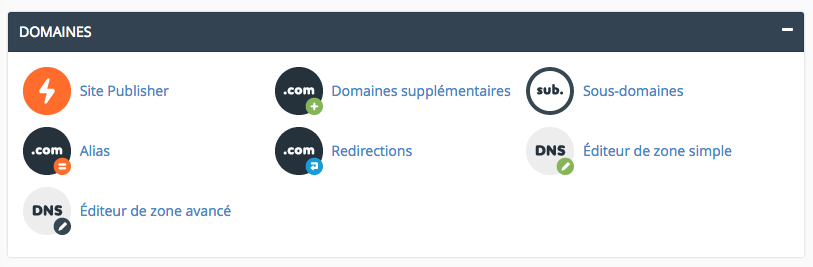 DOMAINES
Site Publisher
.com Domaines supplémentaires
sub. Sous-domaines
.com Alias
.com Redirections
DNS Éditeur de zone simple
DNS Éditeur de zone avancé